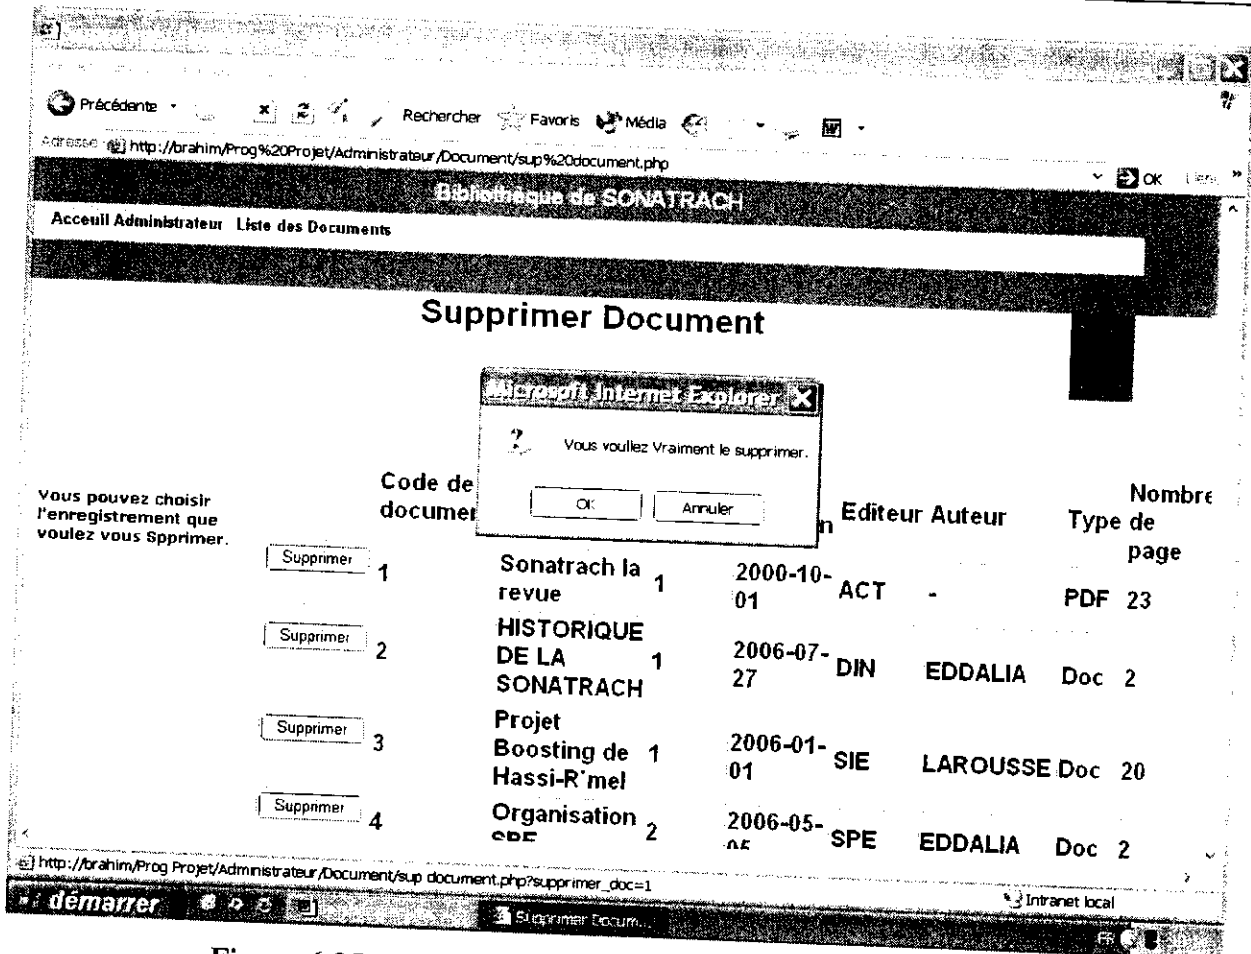 Précédente
Rechercher
Favoris
Média
Adresse
http://brahim/Prog%20Projet/Administrateur/Document/sup%20document.php
OK
»
Bibliothèque de SONATRACH
Acceuil Administrateur Liste des Documents
Supprimer Document
Microsoft Internet Explorer
Vous voullez Vraiment le supprimer.
OK
Annuler
Vous pouvez choisir
l'enregistrement que
voulez vous Spprimer.
Code de
documen
n
Editeur
Auteur
Type
Nombre
de
page
Supprimer
1
Sonatrach la
revue
1
2000-10-
01
ACT
-
PDF
23
Supprimer
2
HISTORIQUE
DE LA
SONATRACH
1
2006-07-
27
DIN
EDDALIA
Doc
2
Supprimer
3
Projet
Boosting de
Hassi-R'mel
1
2006-01-
01
SIE
LAROUSSE
Doc
20
Supprimer
4
Organisation
SPE
2
2006-05-
05
SPE
EDDALIA
Doc
2
http://brahim/Prog Projet/Administrateur/Document/sup document.php?supprimer_doc=1
Intranet local
démarrer
Supprimer Docum...
FR